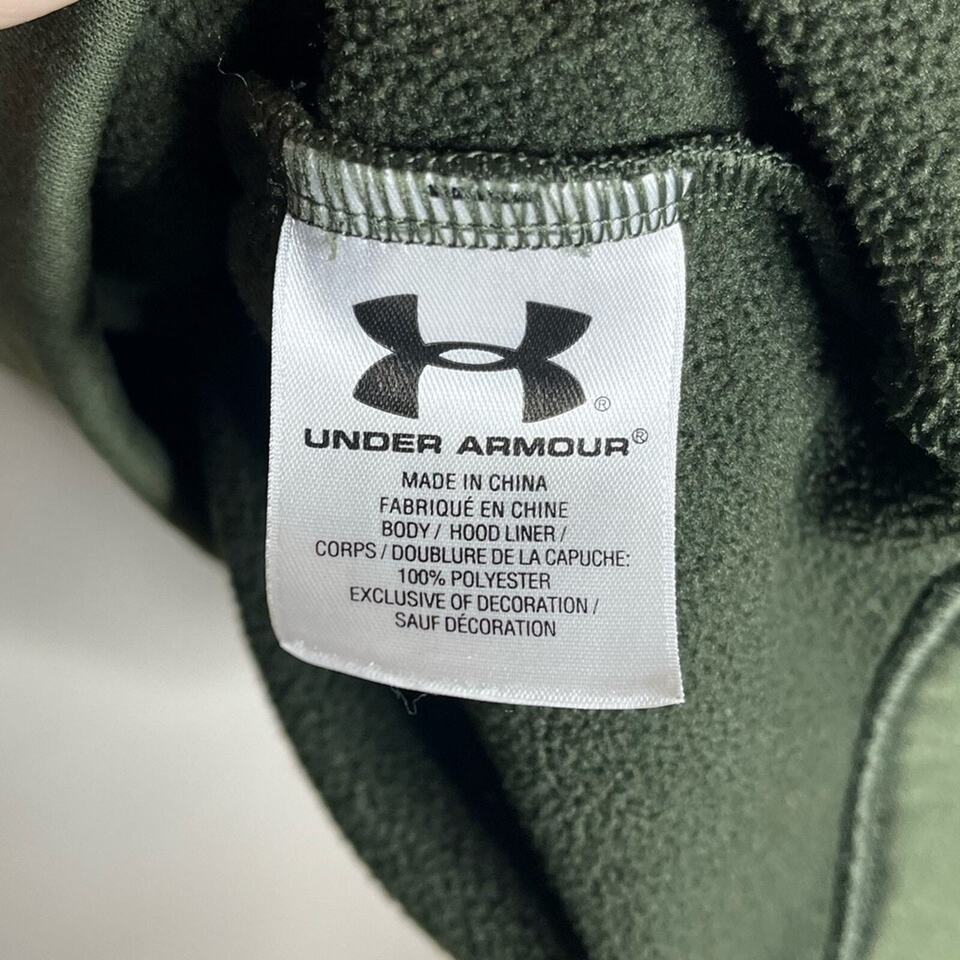 ®
UNDER ARMOUR®
MADE IN CHINA
FABRIQUÉ EN CHINE
BODY / HOOD LINER /
CORPS / DOUBLURE DE LA CAPUCHE:
100% POLYESTER
EXCLUSIVE OF DECORATION /
SAUF DÉCORATION